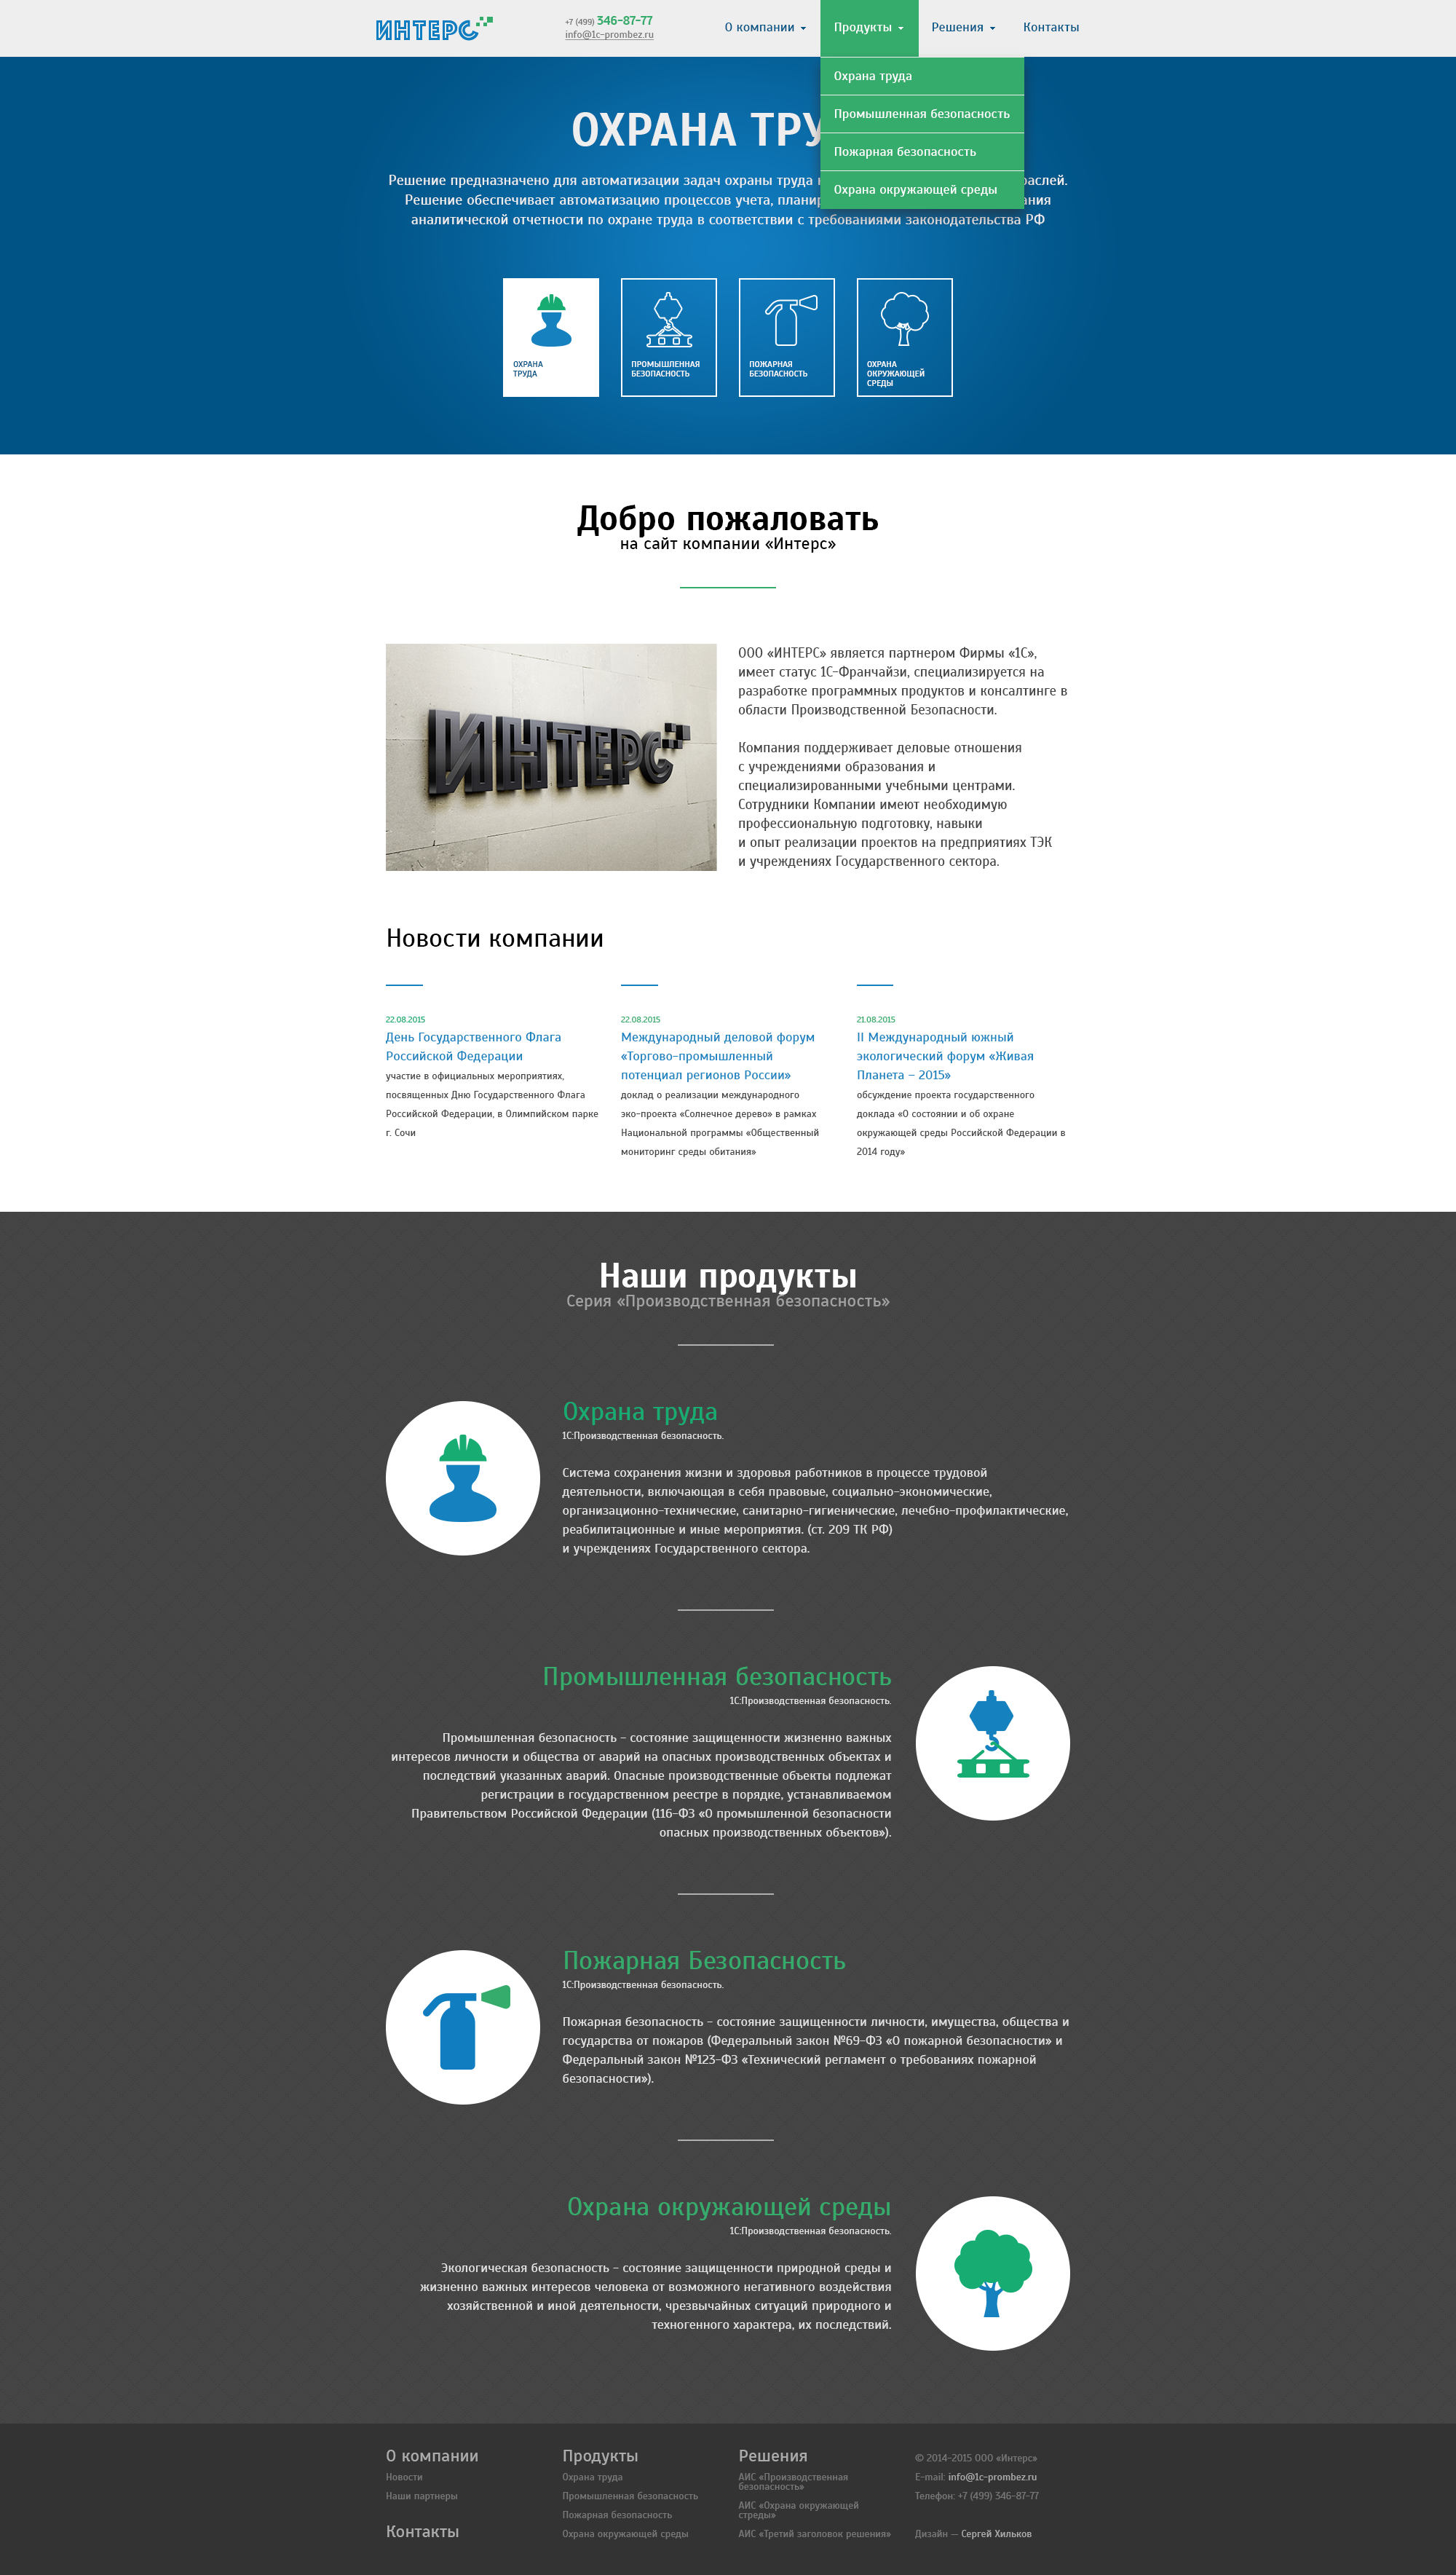 ИНТЕРС
+7 (499) 346-87-77
info@1c-prombez.ru
О компании
Продукты
Решения
Контакты
Охрана труда
Промышленная безопасность
Пожарная безопасность
Охрана окружающей среды
ОХРАНА
Решение предназначено для автоматизации задач охраны труда
Решение обеспечивает автоматизацию процессов учета,
аналитической отчетности по охране труда в соответствии с требованиями законодательства РФ
ОХРАНА
ТРУДА
ПРОМЫШЛЕННАЯ
БЕЗОПАСНОСТЬ
ПОЖАРНАЯ
БЕЗОПАСНОСТЬ
ОХРАНА
ОКРУЖАЮЩЕЙ
СРЕДЫ
Добро пожаловать
на сайт компании «Интерс»
ИНТЕРС
ООО «ИНТЕРС» является партнером Фирмы «1С»,
имеет статус 1С-Франчайзи, специализируется на
разработке программных продуктов и консалтинге в
области Производственной Безопасности.
Компания поддерживает деловые отношения
с учреждениями образования и
специализированными учебными центрами.
Сотрудники Компании имеют необходимую
профессиональную подготовку, навыки
и опыт реализации проектов на предприятиях ТЭК
и учреждениях Государственного сектора.
Новости компании
22.08.2015
День Государственного Флага
Российской Федерации
участие в официальных мероприятиях,
посвященных Дню Государственного Флага
Российской Федерации, в Олимпийском парке
г. Сочи
22.08.2015
Международный деловой форум
«Торгово-промышленный
потенциал регионов России»
доклад о реализации международного
эко-проекта «Солнечное дерево» в рамках
Национальной программы «Общественный
мониторинг среды обитания»
21.08.2015
II Международный южный
экологический форум «Живая
Планета – 2015»
обсуждение проекта государственного
доклада «О состоянии и об охране
окружающей среды Российской Федерации в
2014 году»
Наши продукты
Серия «Производственная безопасность»
Охрана труда
1С:Производственная безопасность.
Система сохранения жизни и здоровья работников в процессе трудовой
деятельности, включающая в себя правовые, социально-экономические,
организационно-технические, санитарно-гигиенические, лечебно-профилактические,
реабилитационные и иные мероприятия. (ст. 209 ТК РФ)
и учреждениях Государственного сектора.
Промышленная безопасность
1С:Производственная безопасность.
Промышленная безопасность - состояние защищенности жизненно важных
интересов личности и общества от аварий на опасных производственных объектах и
последствий указанных аварий. Опасные производственные объекты подлежат
регистрации в государственном реестре в порядке, устанавливаемом
Правительством Российской Федерации (116-ФЗ «О промышленной безопасности
опасных производственных объектов»).
Пожарная Безопасность
1С:Производственная безопасность.
Пожарная безопасность - состояние защищенности личности, имущества, общества и
государства от пожаров (Федеральный закон №69-ФЗ «О пожарной безопасности» и
Федеральный закон №123-ФЗ «Технический регламент о требованиях пожарной
безопасности»).
Охрана окружающей среды
1С:Производственная безопасность.
Экологическая безопасность - состояние защищенности природной среды и
жизненно важных интересов человека от возможного негативного воздействия
хозяйственной и иной деятельности, чрезвычайных ситуаций природного и
техногенного характера, их последствий.
О компании
Новости
Наши партнеры
Контакты
Продукты
Охрана труда
Промышленная безопасность
Пожарная безопасность
Охрана окружающей среды
Решения
АИС «Производственная
безопасность»
АИС «Охрана окружающей
стреды»
АИС «Третий заголовок решения»
© 2014-2015 ООО «Интерс»
E-mail: info@1c-prombez.ru
Телефон: +7 (499) 346-87-77
Дизайн — Сергей Хильков